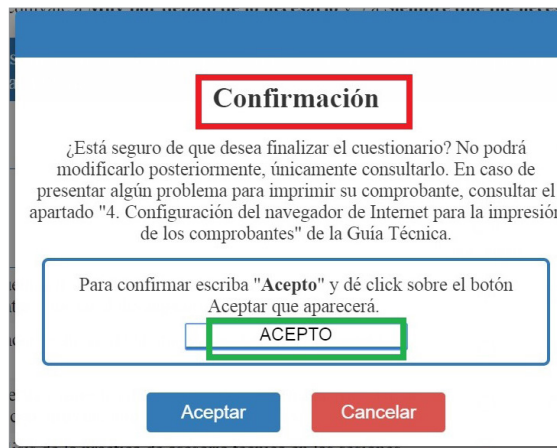 Confirmación
¿Está seguro de que desea finalizar el cuestionario? No podrá
modificarlo posteriormente, únicamente consultarlo. En caso de
presentar algún problema para imprimir su comprobante, consultar el
apartado "4. Configuración del navegador de Internet para la impresión
de los comprobantes" de la Guía Técnica.
Para confirmar escriba "Acepto" y dé click sobre el botón
Aceptar que aparecerá.
ACEPTO
Aceptar
Cancelar